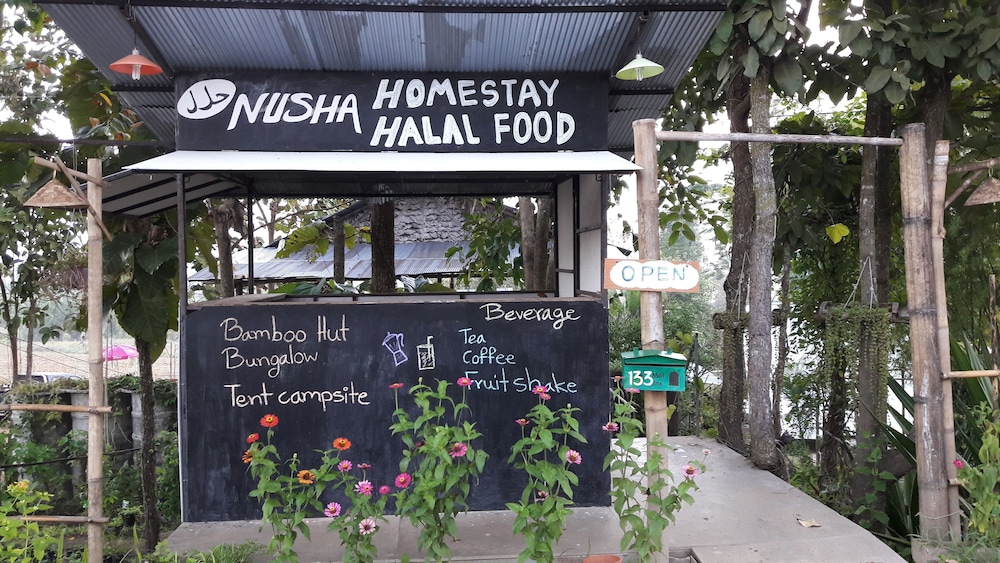 حلال
NUSHA
HOMESTAY
HALAL FOOD
OPEN
Bamboo Hut
Bungalow
Tent campsite
Beverage
Tea
Coffee
Fruit shake
133